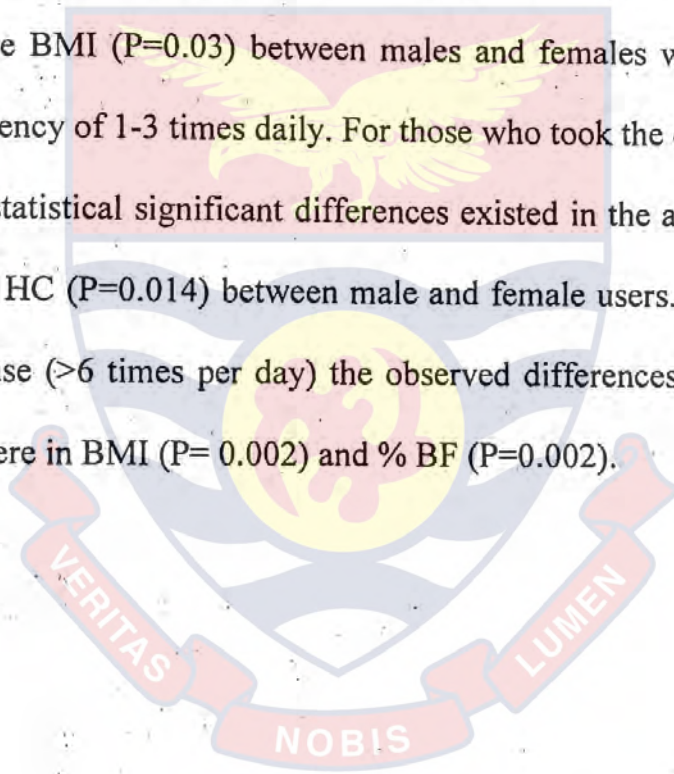 e BMI (P=0.03) between males and females v
ency of 1-3 times daily. For those who took the
statistical significant differences existed in the a
HC (P=0.014) between male and female users.
se (>6 times per day) the observed differences
ere in BMI (P= 0.002) and % BF (P=0.002).
VERITAS
NOBIS
LUMEN